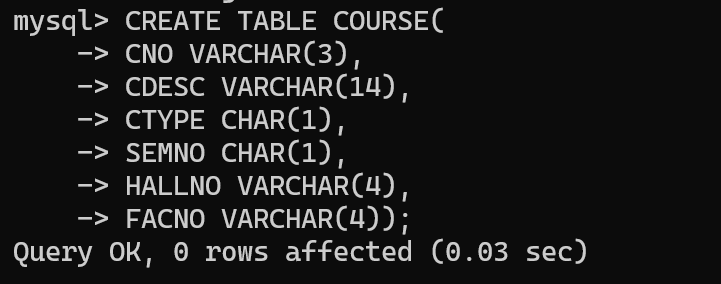 mysql> CREATE TABLE COURSE(
    -> CNO VARCHAR(3),
    -> CDESC VARCHAR(14),
    -> CTYPE CHAR(1),
    -> SEMNO CHAR(1),
    -> HALLNO VARCHAR(4),
    -> FACNO VARCHAR(4));
Query OK, 0 rows affected (0.03 sec)